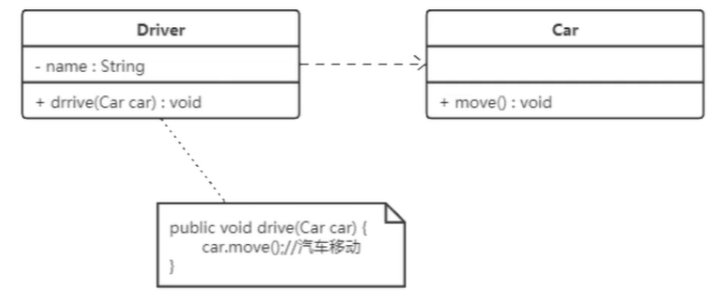 Driver
- name : String
+ drrive(Car car) : void
Car
+ move() : void
public void drive(Car car) {
car.move();//汽车移动
}